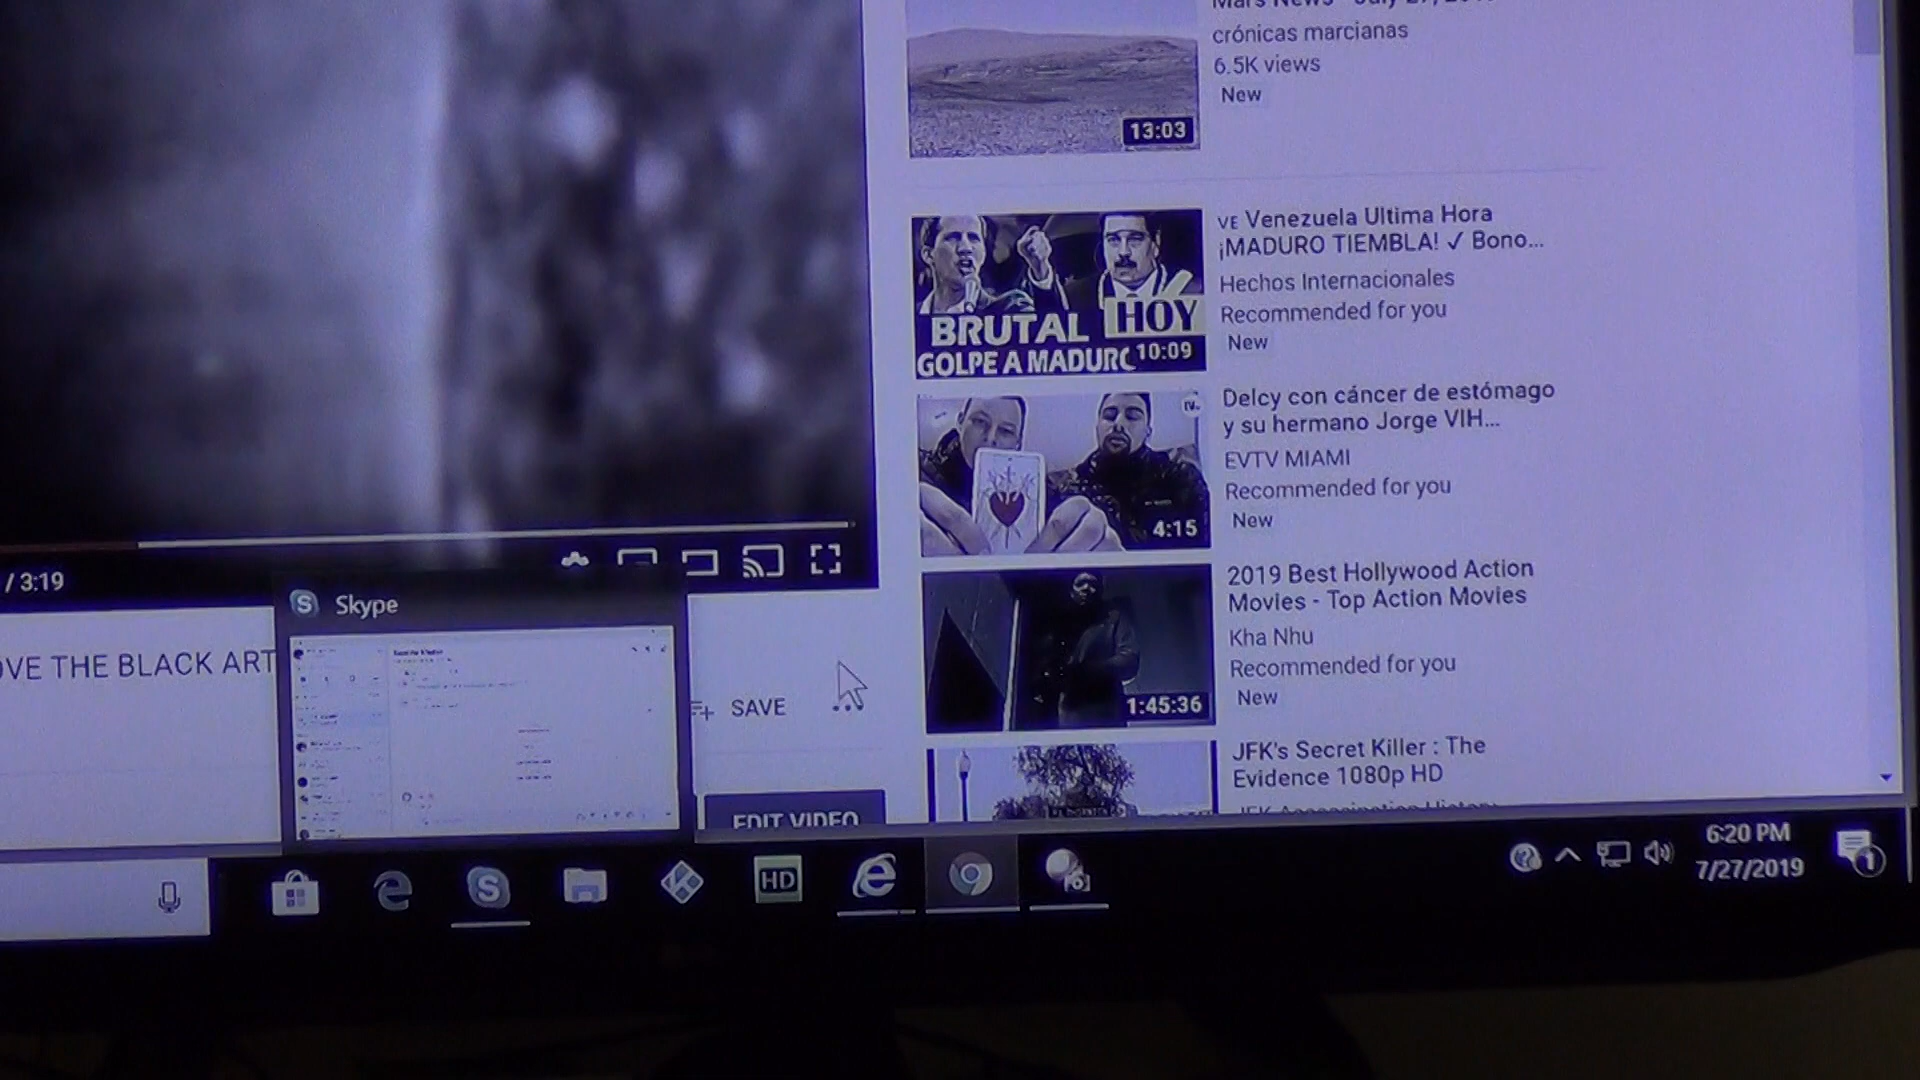 crónicas marcianas
6.5K views
New
13:03
VE Venezuela Ultima Hora
¡MADURO TIEMBLA! ✓ Bono...
Hechos Internacionales
Recommended for you
New
BRUTAL HOY
GOLPE A MADURO
10:09
Delcy con cáncer de estómago
y su hermano Jorge VIH...
EVTV MIAMI
Recommended for you
New
4:15
2019 Best Hollywood Action
Movies - Top Action Movies
Kha Nhu
Recommended for you
New
1:45:36
JFK's Secret Killer : The
Evidence 1080p HD
/ 3:19
Skype
OVE THE BLACK ART
SAVE
EDIT VIDEO
HD
6:20 PM
7/27/2019
1